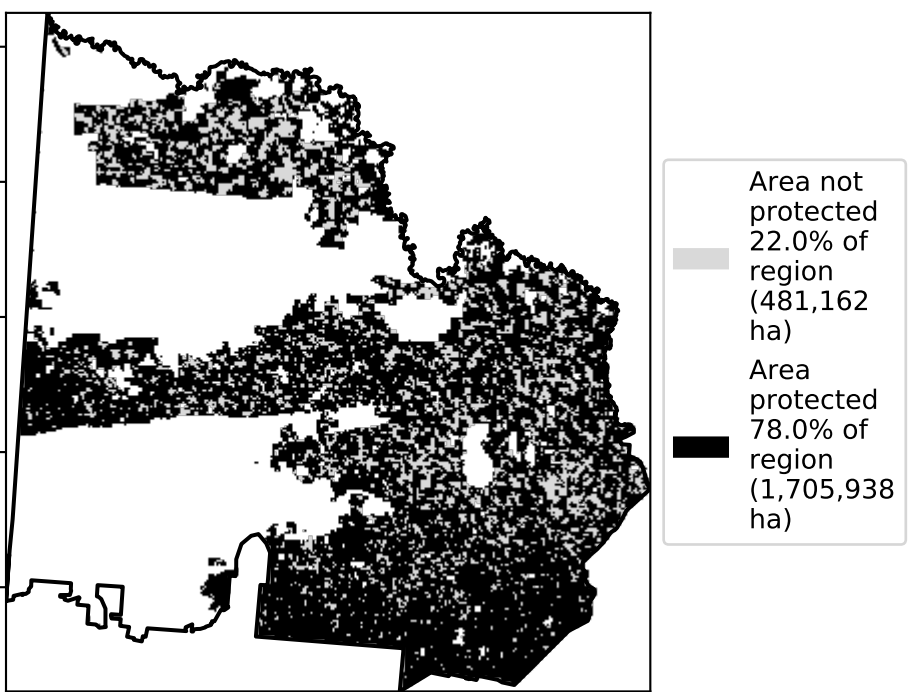 Area not
protected
22.0% of
region
(481,162
ha)
Area
protected
78.0% of
region
(1,705,938
ha)